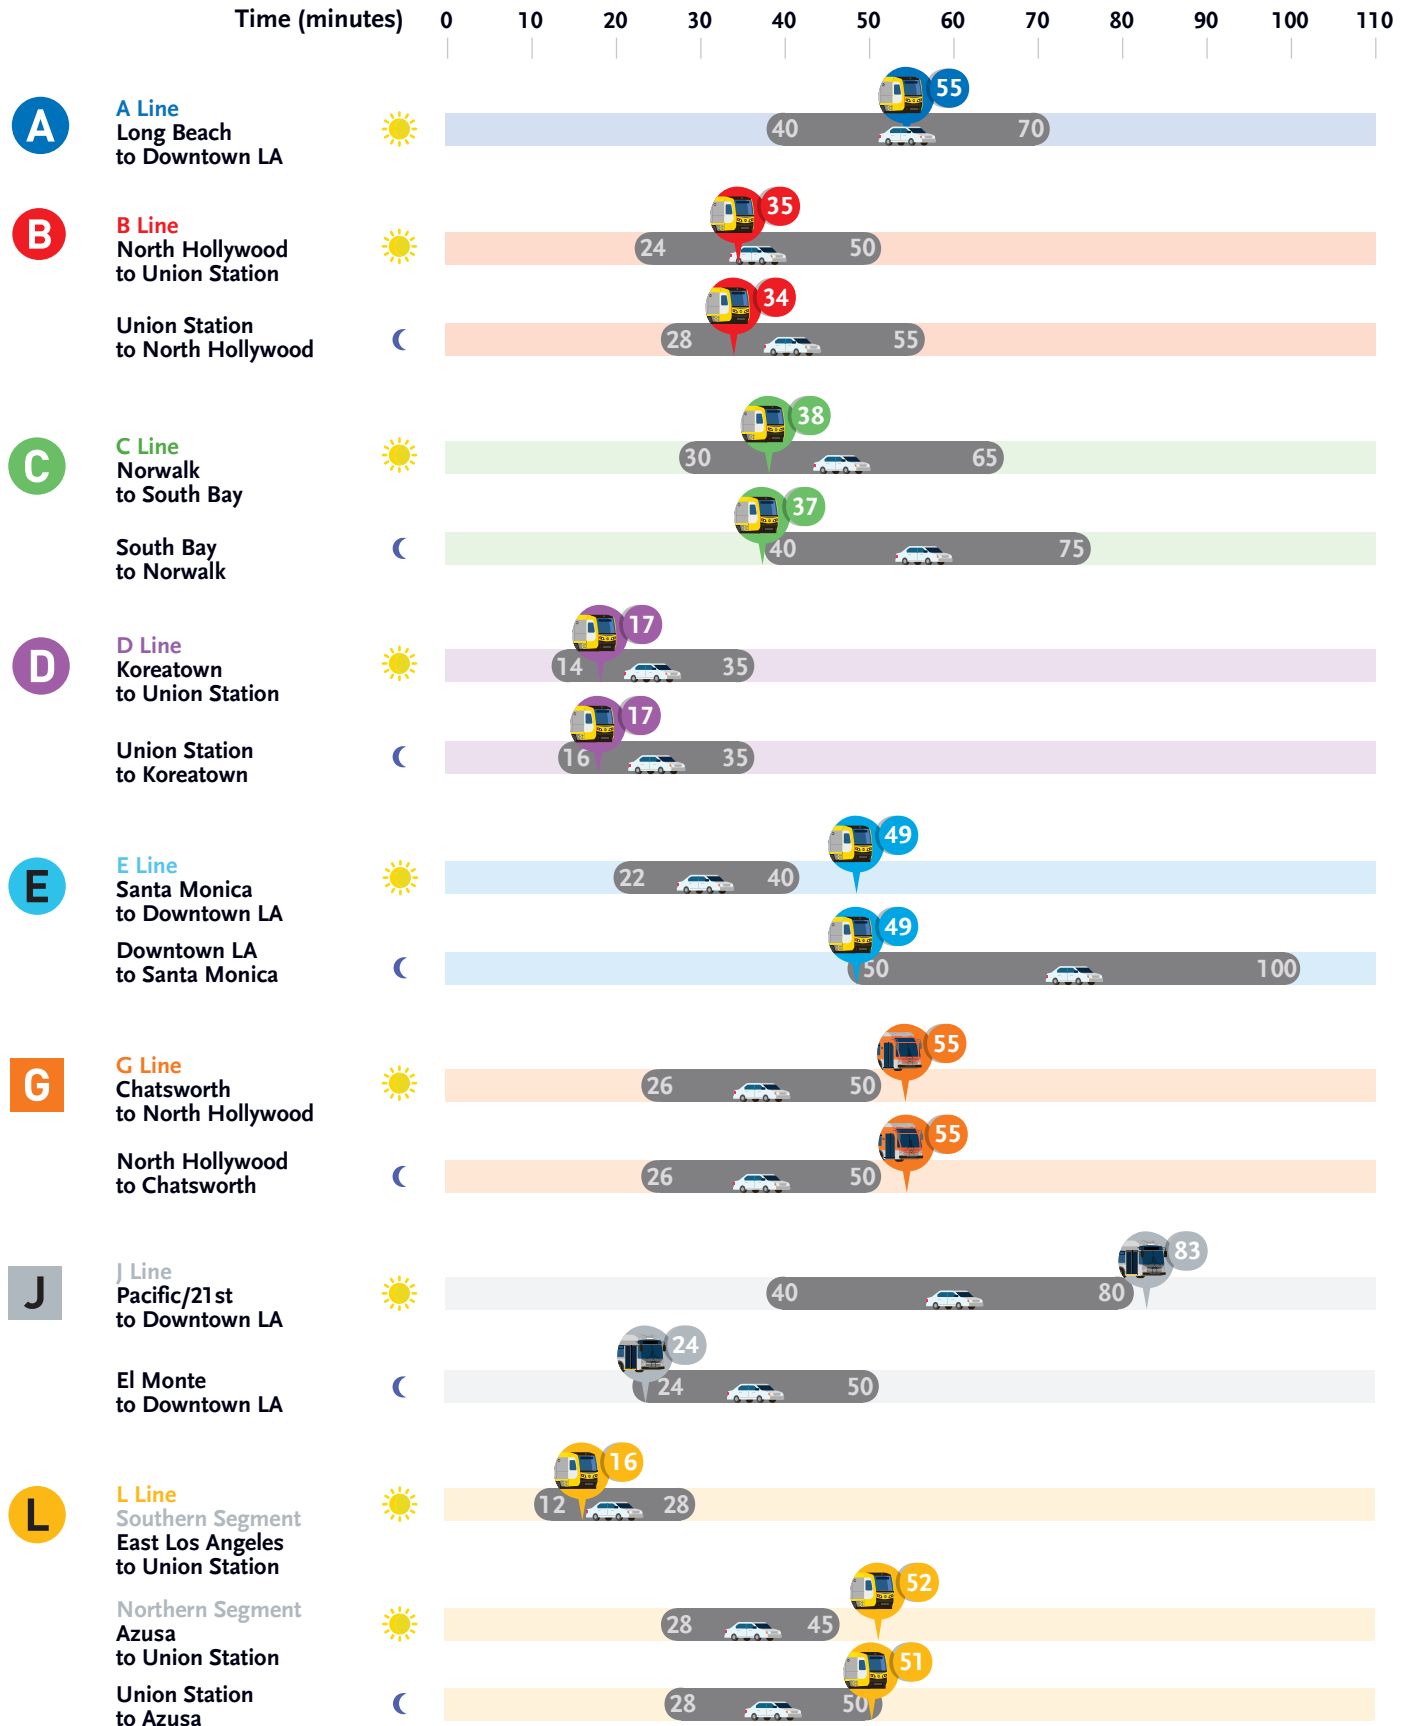 Time (minutes) 0 10 20 30 40 50 60 70 80 90 100 110
55
A
A Line
Long Beach
to Downtown LA
40 70
35
B
B Line
North Hollywood
to Union Station
24 50
34
Union Station
to North Hollywood
28 55
38
C
C Line
Norwalk
to South Bay
30 65
37
South Bay
to Norwalk
40 75
17
D
D Line
Koreatown
to Union Station
14 35
17
Union Station
to Koreatown
16 35
49
E
E Line
Santa Monica
to Downtown LA
22 40
49
Downtown LA
to Santa Monica
50 100
55
G
G Line
Chatsworth
to North Hollywood
26 50
55
North Hollywood
to Chatsworth
26 50
83
J
J Line
Pacific/21st
to Downtown LA
40 80
24
El Monte
to Downtown LA
24 50
16
L
L Line
Southern Segment
East Los Angeles
to Union Station
12 28
52
Northern Segment
Azusa
to Union Station
28 45
51
Union Station
to Azusa
28 50